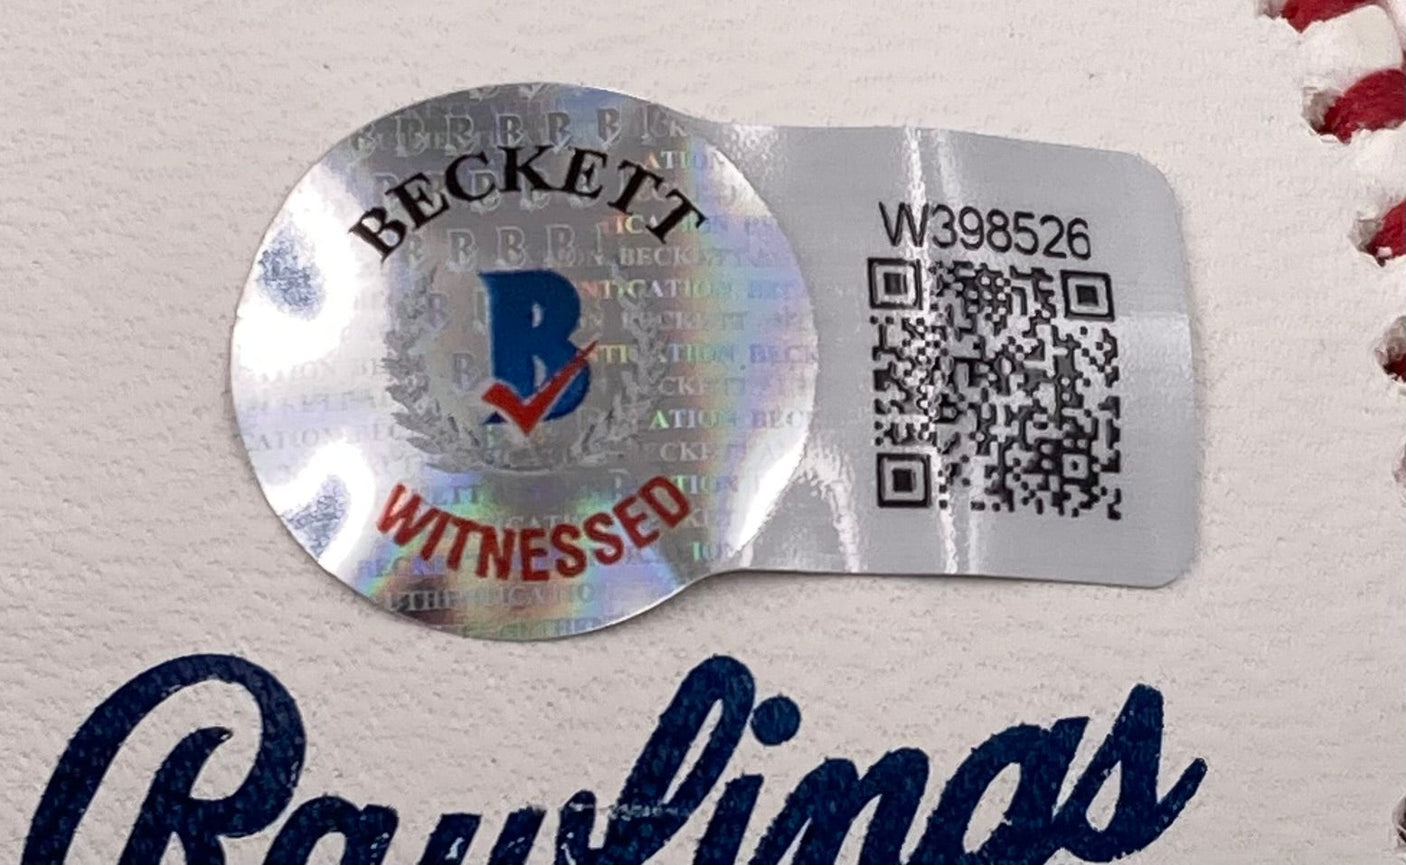 BECKETT
B
WITNESSED
W398526
Rawlings